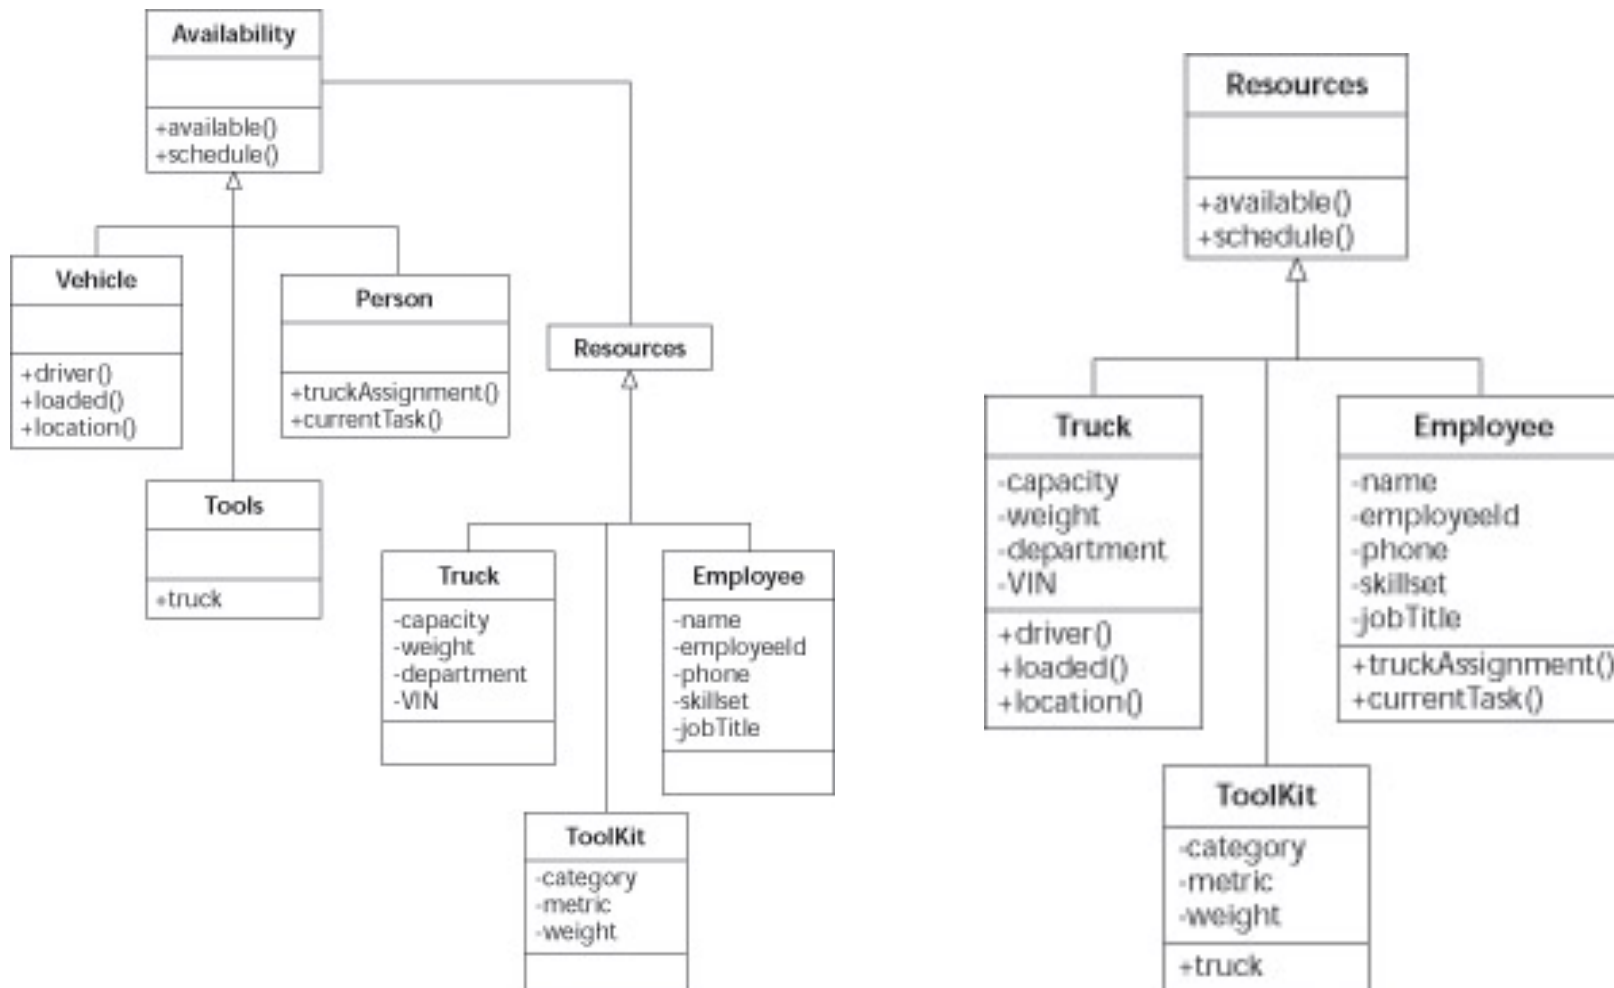 Availability
+available()
+schedule()
Vehicle
+driver()
+loaded()
+location()
Person
+truckAssignment()
+currentTask()
Tools
+truck
Resources
Truck
-capacity
-weight
-department
-VIN
Employee
-name
-employeeId
-phone
-skillset
-jobTitle
ToolKit
-category
-metric
-weight
Resources
+available()
+schedule()
Truck
-capacity
-weight
-department
-VIN
+driver()
+loaded()
+location()
Employee
-name
-employeeId
-phone
-skillset
-jobTitle
+truckAssignment()
+currentTask()
ToolKit
-category
-metric
-weight
+truck